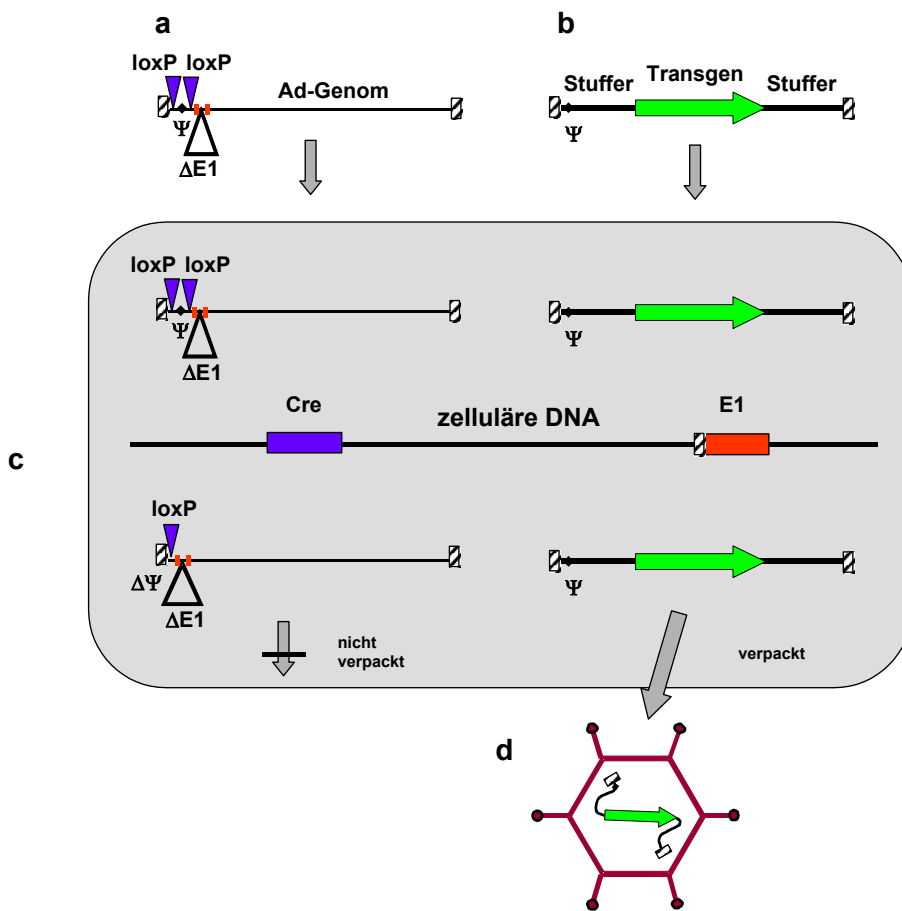 a
b
loxP loxP
Ad-Genom
Stuffer Transgen Stuffer
Ψ
ΔE1
Ψ
loxP loxP
Ψ
ΔE1
Ψ
c
Cre
zelluläre DNA
E1
loxP
ΔΨ
ΔE1
Ψ
nicht
verpackt
verpackt
d